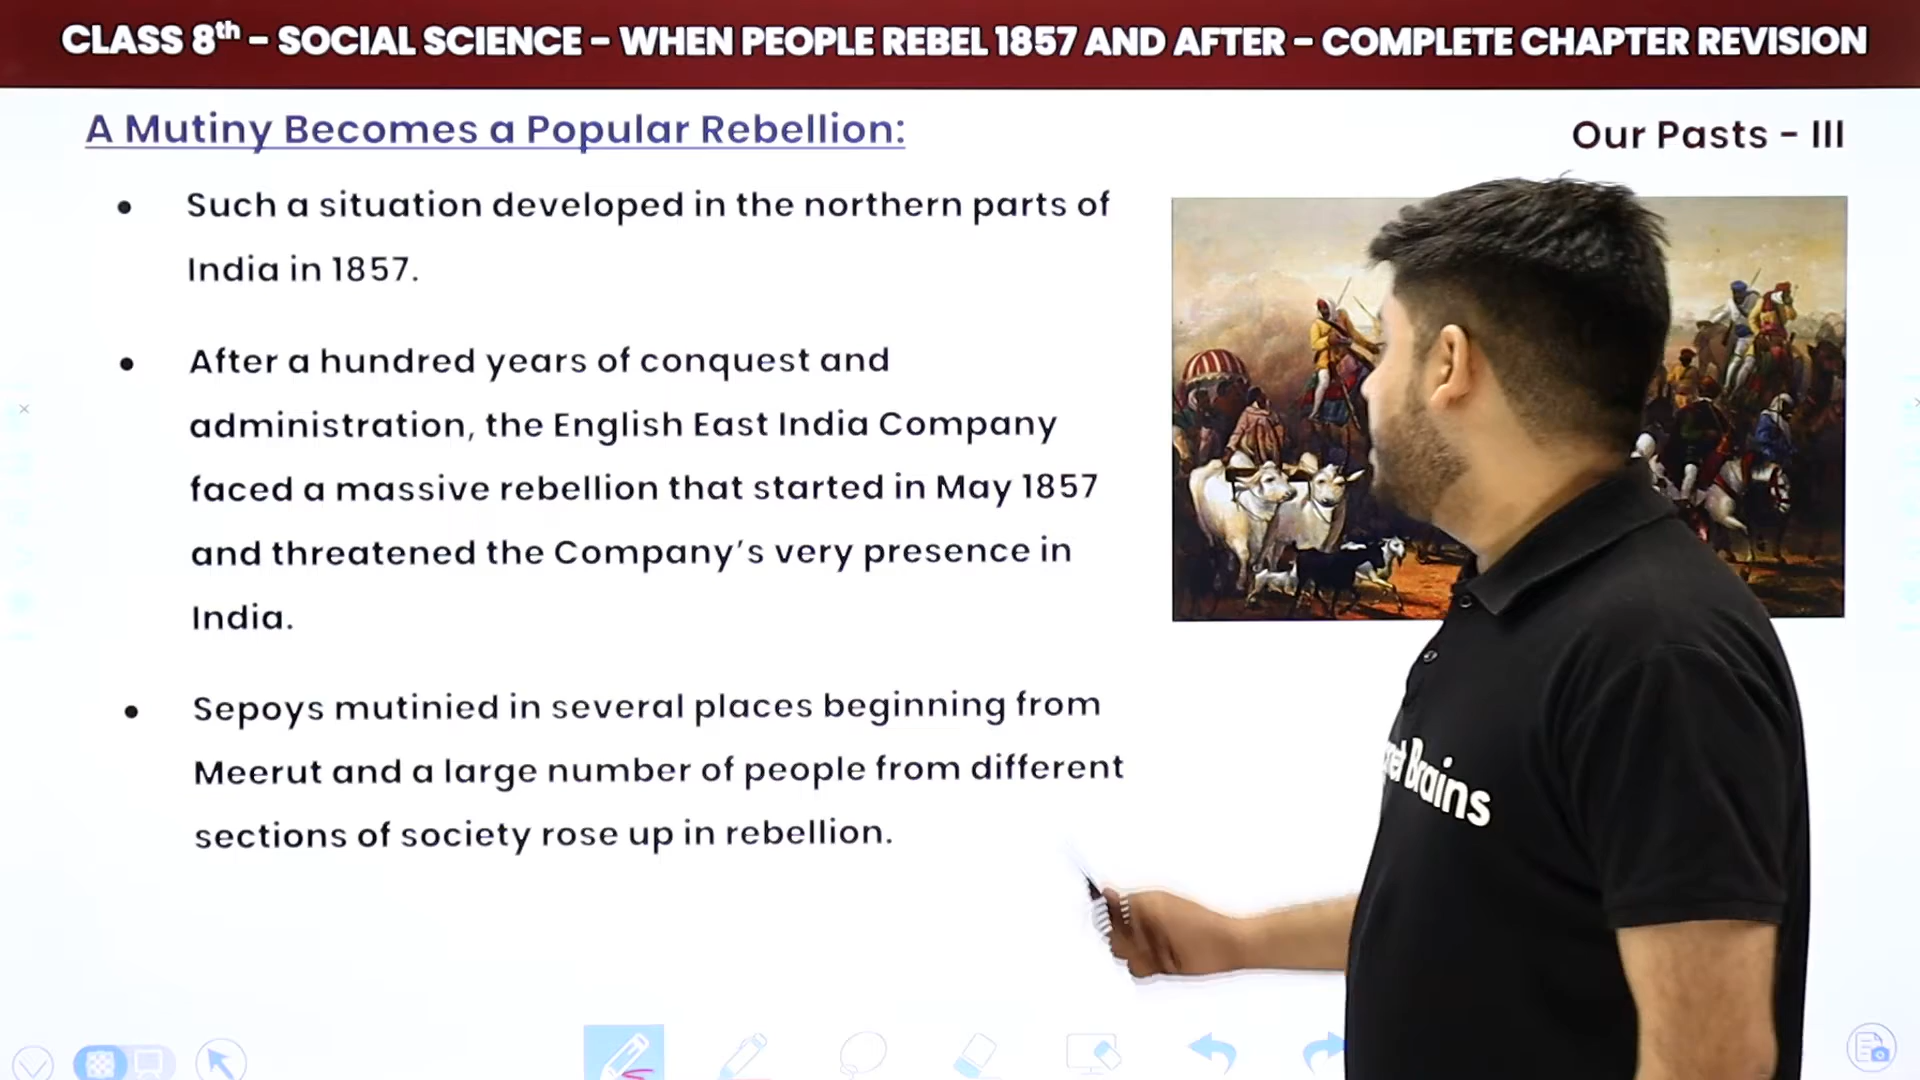 CLASS 8th – SOCIAL SCIENCE – WHEN PEOPLE REBEL 1857 AND AFTER – COMPLETE CHAPTER REVISION
A Mutiny Becomes a Popular Rebellion:
Our Pasts – III
• Such a situation developed in the northern parts of
India in 1857.
• After a hundred years of conquest and
administration, the English East India Company
faced a massive rebellion that started in May 1857
and threatened the Company’s very presence in
India.
• Sepoys mutinied in several places beginning from
Meerut and a large number of people from different
sections of society rose up in rebellion.
Brains